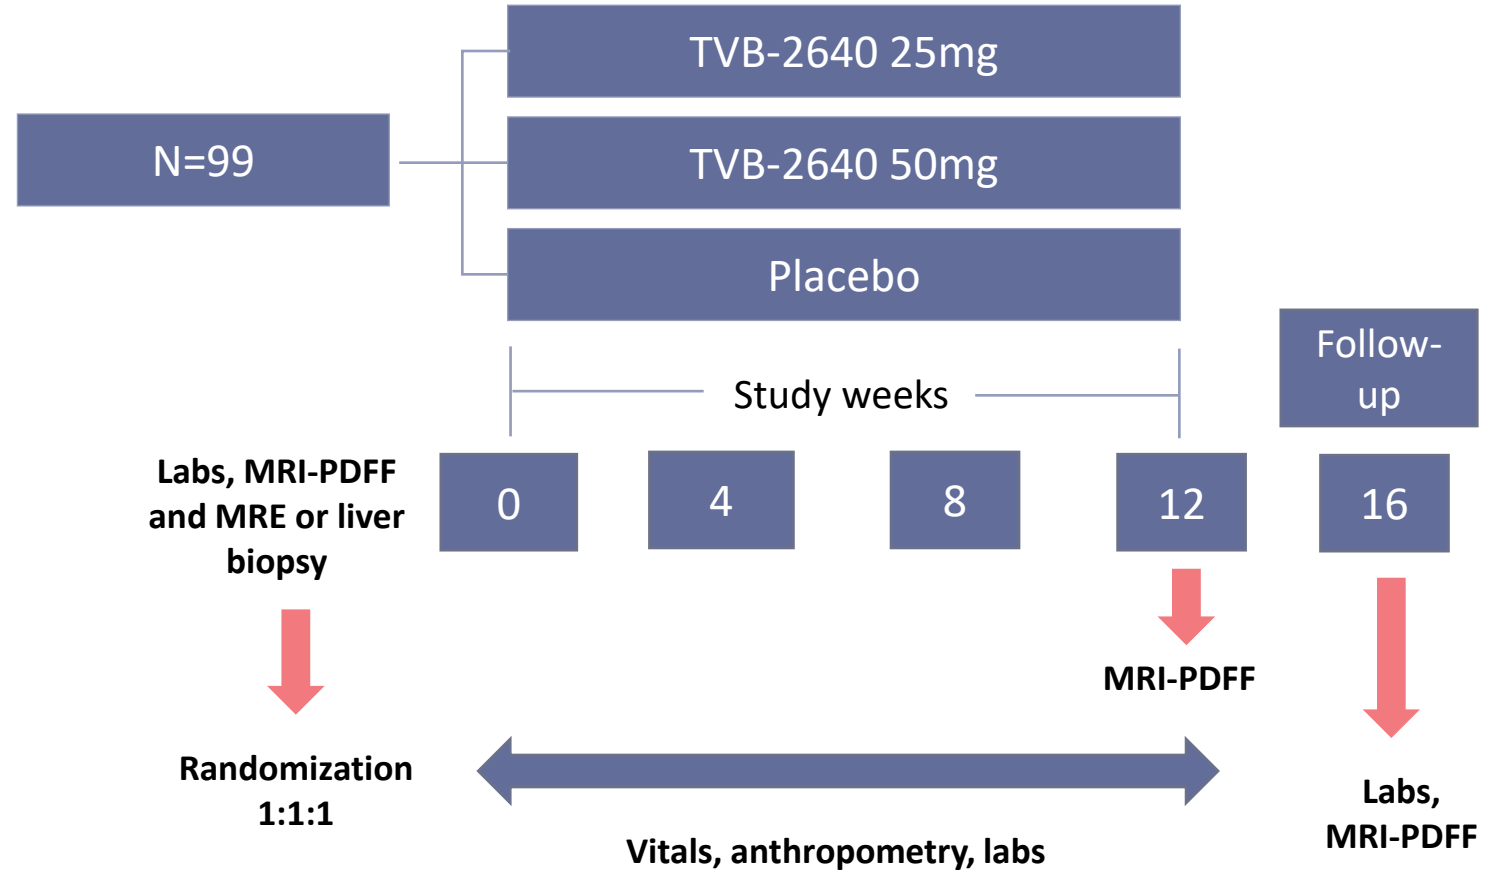 TVB-2640 25mg
N=99
TVB-2640 50mg
Placebo
Follow-
up
Study weeks
Labs, MRI-PDFF
and MRE or liver
biopsy
0
4
8
12
16
MRI-PDFF
Randomization
1:1:1
Vitals, anthropometry, labs
Labs,
MRI-PDFF